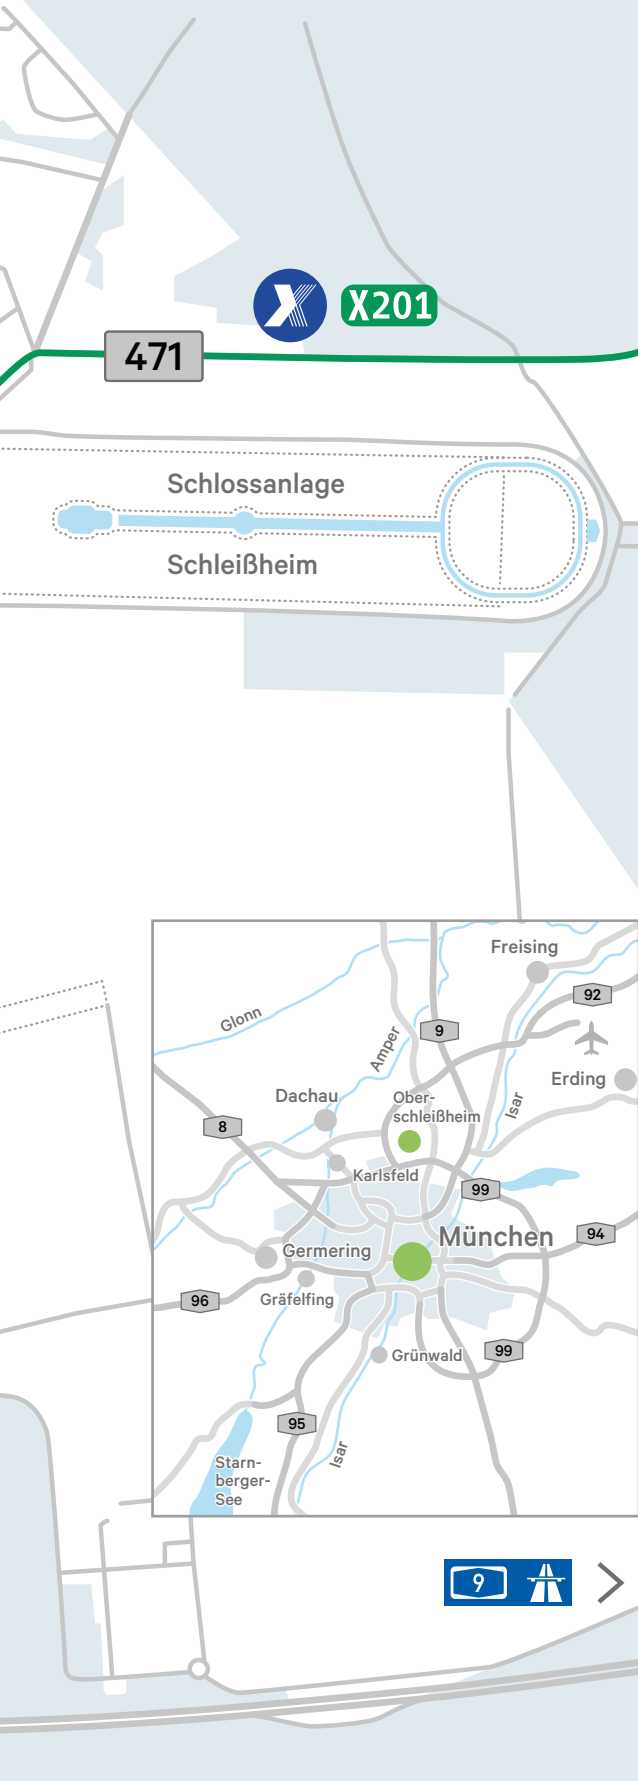 X X201
471
Schlossanlage
Schleißheim
Freising
92
Glonn
9
Amper
Erding
Dachau
Ober-
schleißheim
Isar
8
Karlsfeld
99
München
94
Germering
96
Gräfelfing
Grünwald
99
95
Isar
Starn-
berger-
See
9